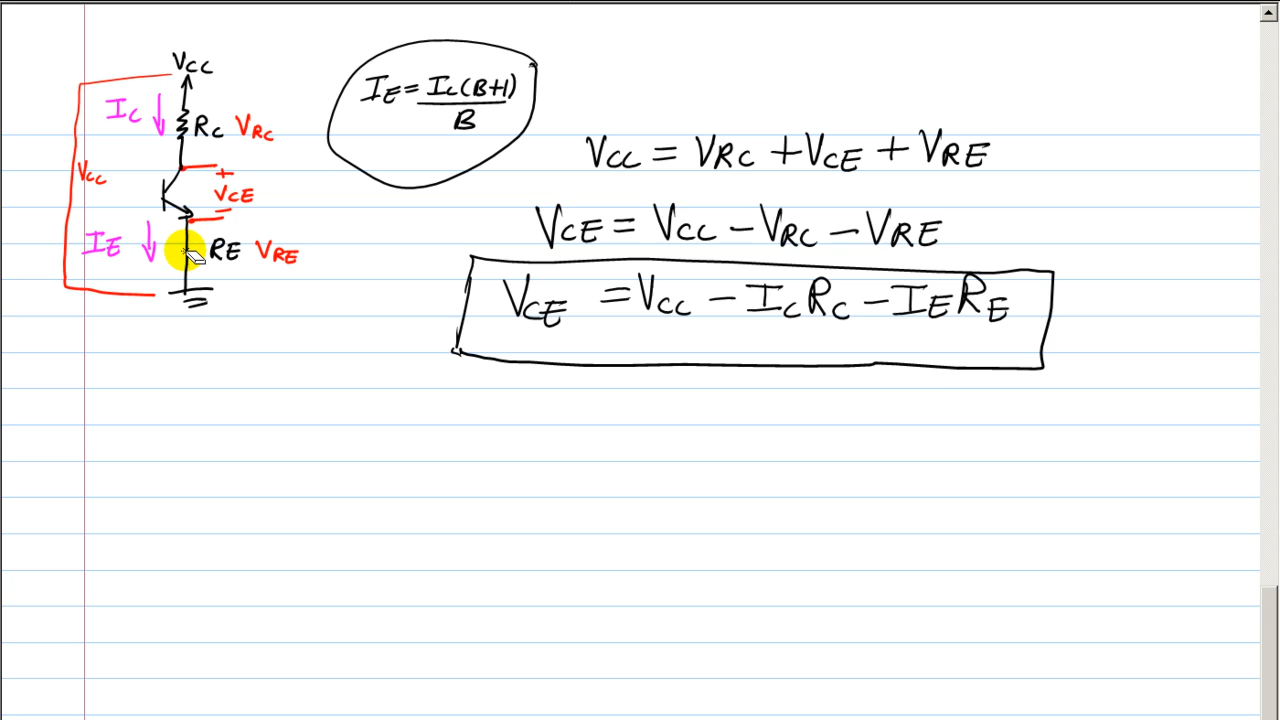 VCC
IC ↓ RC VRC
+
VCC
VCE
−
IE ↓ RE VRE
IE = IC(B+1)
B
VCC = VRC + VCE + VRE
VCE = VCC − VRC − VRE
VCE = VCC − ICRC − IERE